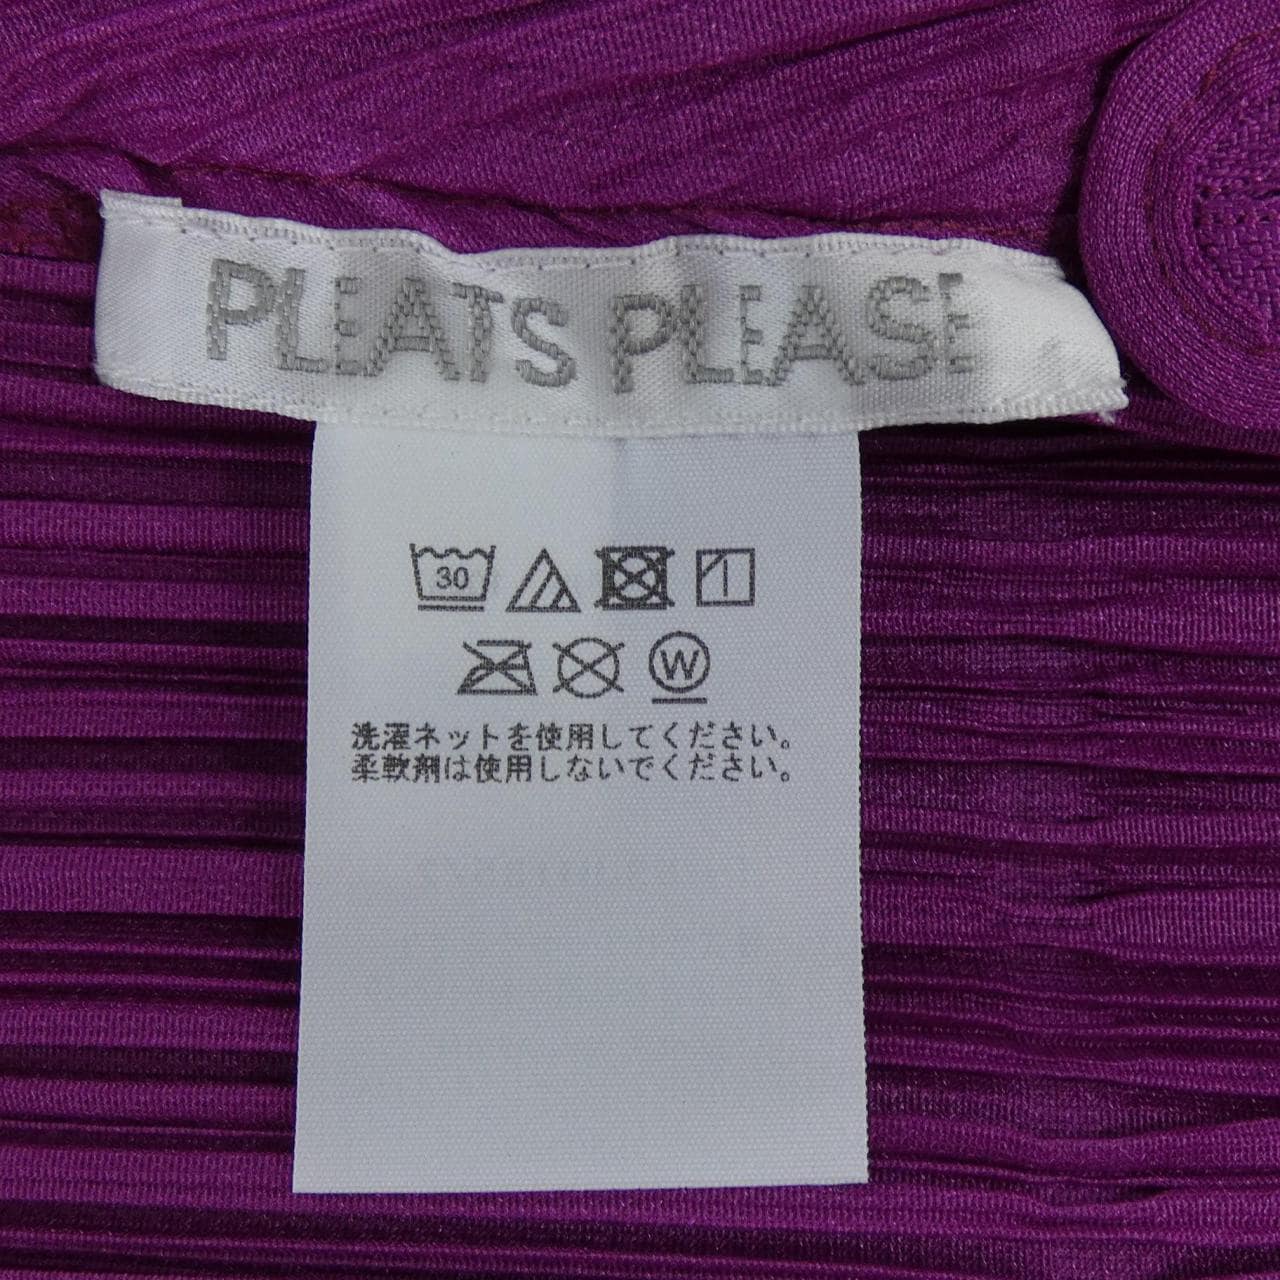 PLEATS PLEASE
30
W
洗濯ネットを使用してください。
柔軟剤は使用しないでください。